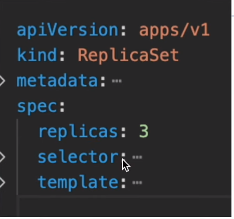 apiVersion: apps/v1
kind: ReplicaSet
metadata: ⋯
spec:
  replicas: 3
  selector: ⋯
  template: ⋯